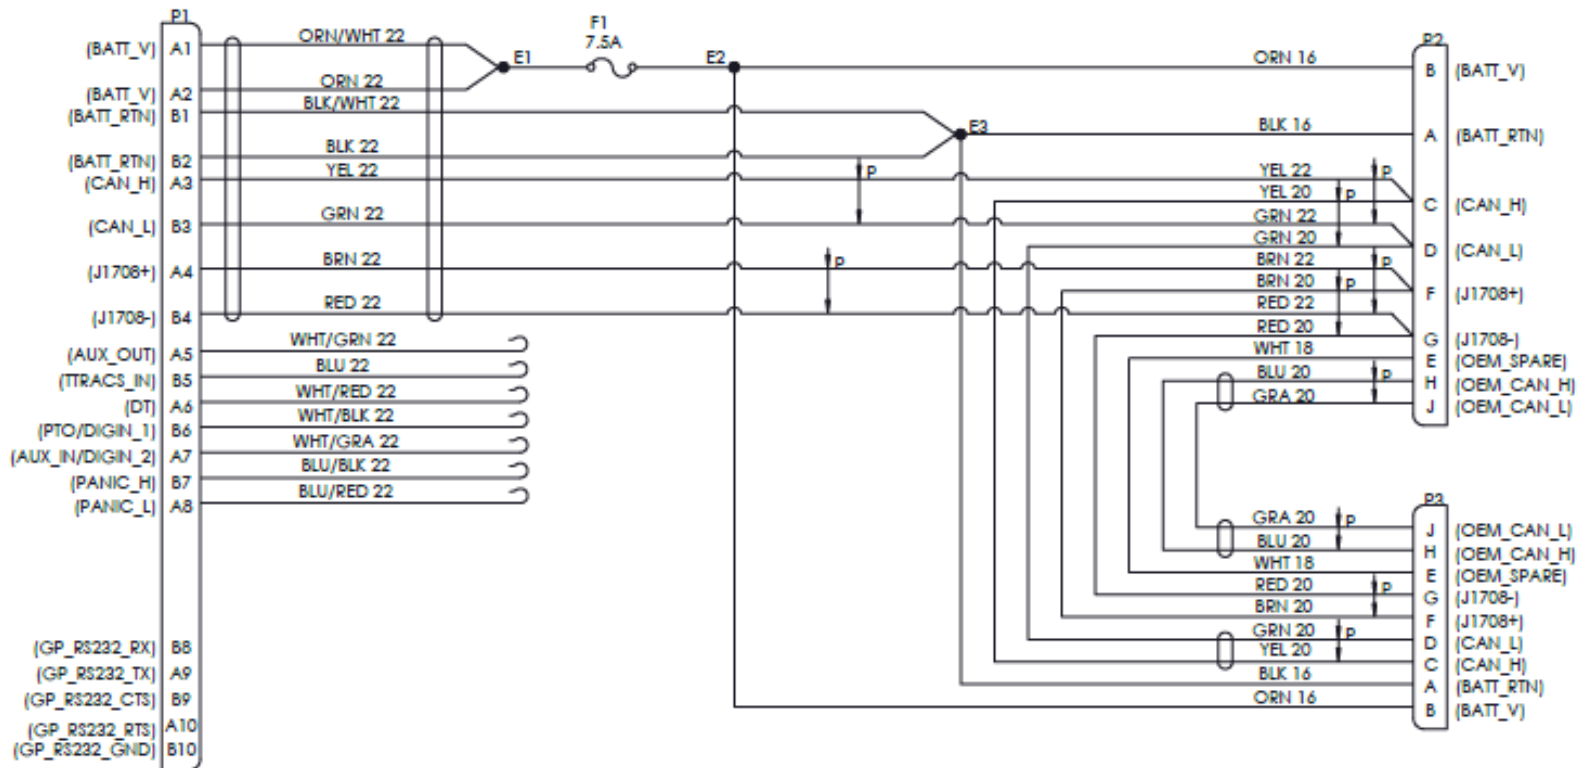 P1
F1
7.5A
E1
E2
E3
P2
(BATT_V) A1 ORN/WHT 22
(BATT_V) A2 ORN 22
(BATT_RTN) B1 BLK/WHT 22
(BATT_RTN) B2 BLK 22
(CAN_H) A3 YEL 22
(CAN_L) B3 GRN 22
(J1708+) A4 BRN 22
(J1708-) B4 RED 22
(AUX_OUT) A5 WHT/GRN 22
(TTRACS_IN) B5 BLU 22
(DT) A6 WHT/RED 22
(PTO/DIGIN_1) B6 WHT/BLK 22
(AUX_IN/DIGIN_2) A7 WHT/GRA 22
(PANIC_H) B7 BLU/BLK 22
(PANIC_L) A8 BLU/RED 22
(GP_RS232_RX) B8
(GP_RS232_TX) A9
(GP_RS232_CTS) B9
(GP_RS232_RTS) A10
(GP_RS232_GND) B10
P
P
ORN 16 B (BATT_V)
BLK 16 A (BATT_RTN)
YEL 22 P
YEL 20 P C (CAN_H)
GRN 22
GRN 20 D (CAN_L)
BRN 22 P
BRN 20 P F (J1708+)
RED 22
RED 20 G (J1708-)
WHT 18 E (OEM_SPARE)
BLU 20 P H (OEM_CAN_H)
GRA 20 J (OEM_CAN_L)
P3
GRA 20 P J (OEM_CAN_L)
BLU 20 H (OEM_CAN_H)
WHT 18 E (OEM_SPARE)
RED 20 P G (J1708-)
BRN 20 F (J1708+)
GRN 20 P D (CAN_L)
YEL 20 C (CAN_H)
BLK 16 A (BATT_RTN)
ORN 16 B (BATT_V)